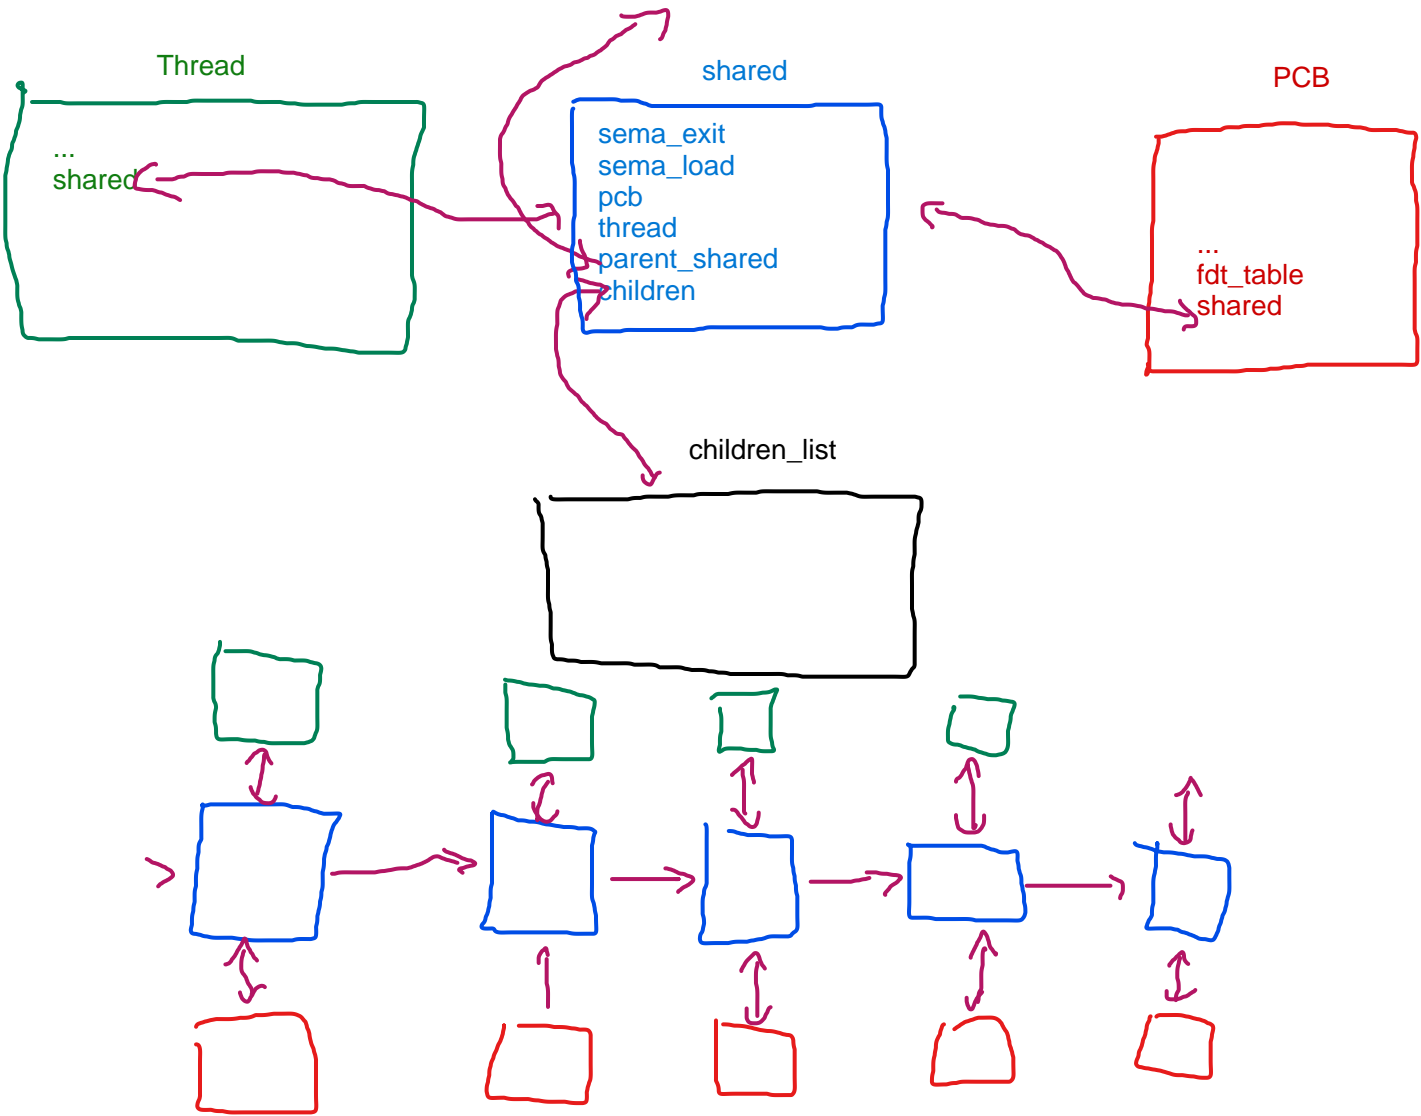 Thread
...
shared
shared
sema_exit
sema_load
pcb
thread
parent_shared
children
PCB
...
fdt_table
shared
children_list